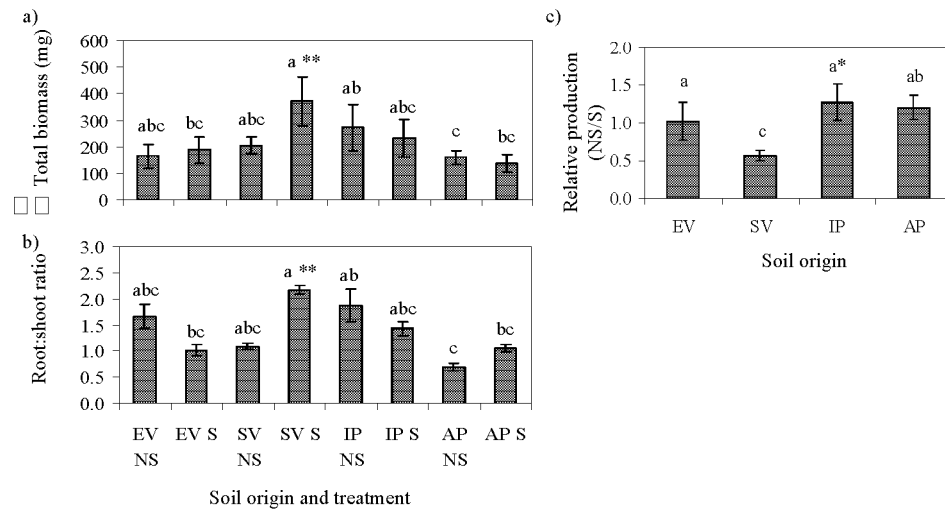 a)
Total biomass (mg)
600
500
400
300
200
100
0
abc
bc
abc
a **
ab
abc
c
bc
b)
Root:shoot ratio
3.0
2.5
2.0
1.5
1.0
0.5
0.0
abc
bc
abc
a **
ab
abc
c
bc
EV EV S SV SV S IP IP S AP AP S
NS NS NS NS
Soil origin and treatment
c)
Relative production
(NS/S)
2.0
1.5
1.0
0.5
0.0
a
c
a*
ab
EV SV IP AP
Soil origin